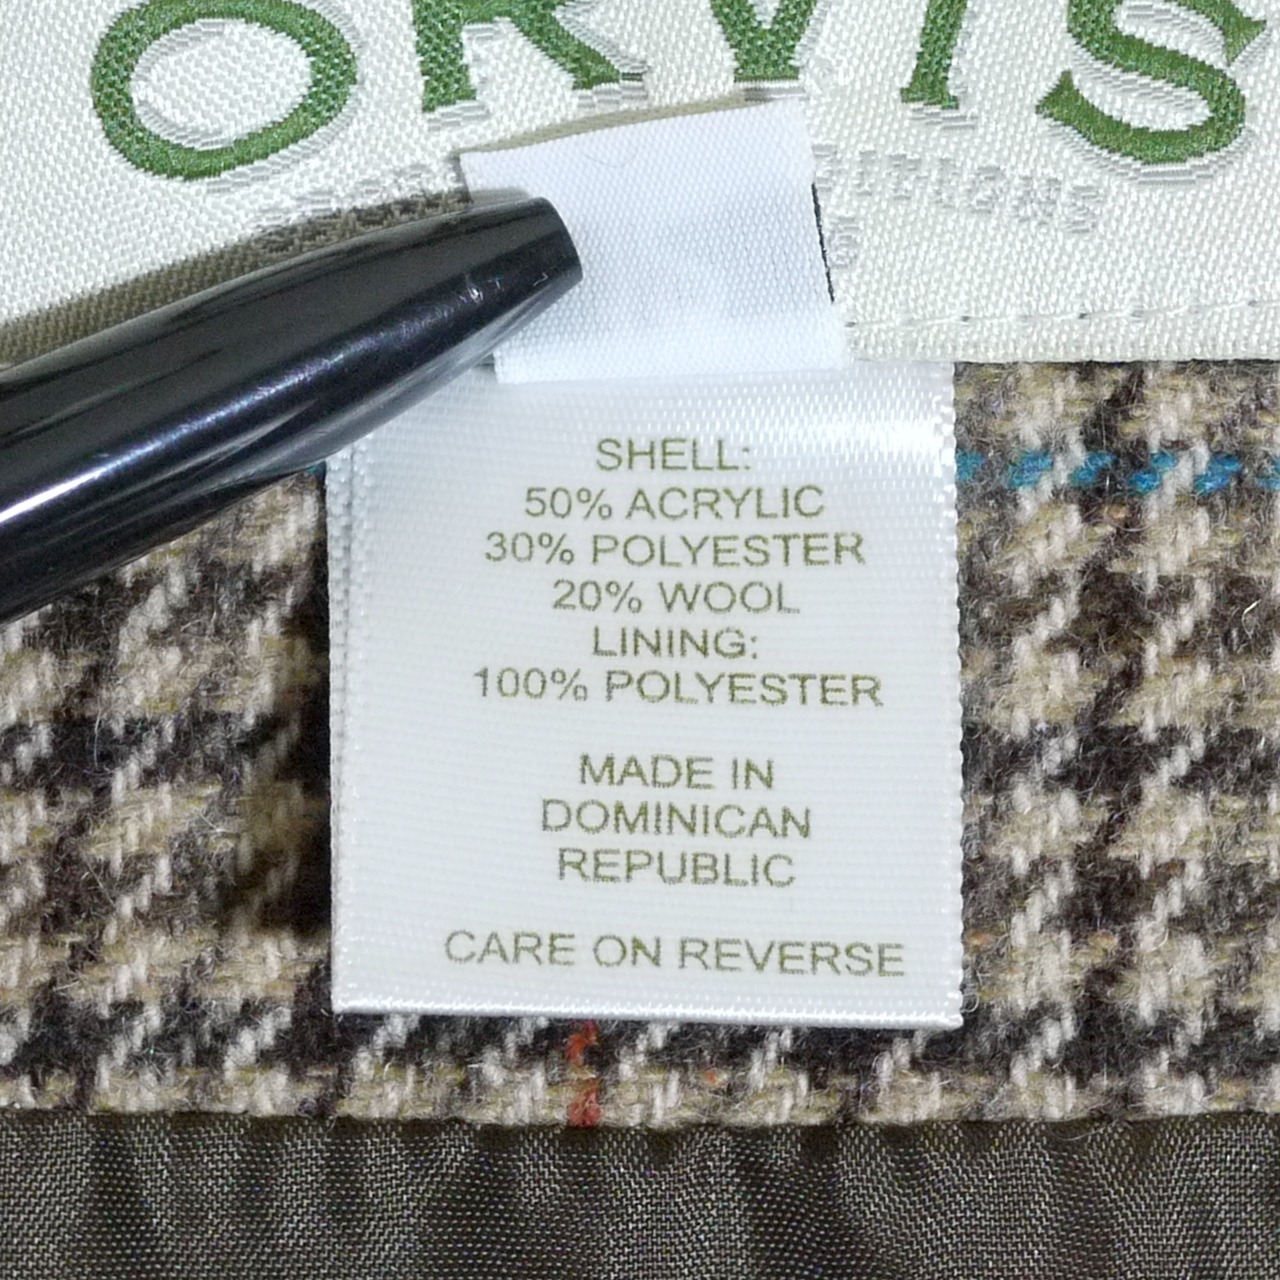 ORVIS
SHELL:
50% ACRYLIC
30% POLYESTER
20% WOOL
LINING:
100% POLYESTER
MADE IN
DOMINICAN
REPUBLIC
CARE ON REVERSE